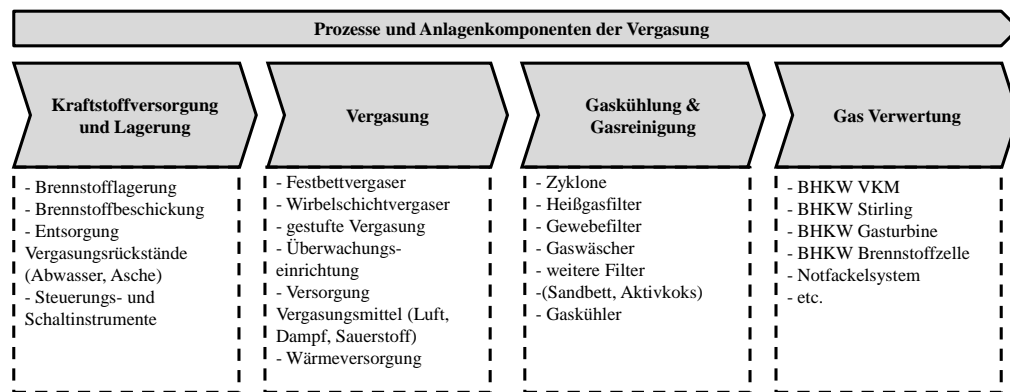 Prozesse und Anlagenkomponenten der Vergasung
Kraftstoffversorgung
und Lagerung
- Brennstofflagerung
- Brennstoffbeschickung
- Entsorgung
Vergasungsrückstände
(Abwasser, Asche)
- Steuerungs- und
Schaltinstrumente
Vergasung
- Festbettvergaser
- Wirbelschichtvergaser
- gestufte Vergasung
- Überwachungs-
einrichtung
- Versorgung
Vergasungsmittel (Luft,
Dampf, Sauerstoff)
- Wärmeversorgung
Gaskühlung &
Gasreinigung
- Zyklone
- Heißgasfilter
- Gewebefilter
- Gaswäscher
- weitere Filter
-(Sandbett, Aktivkoks)
- Gaskühler
Gas Verwertung
- BHKW VKM
- BHKW Stirling
- BHKW Gasturbine
- BHKW Brennstoffzelle
- Notfackelsystem
- etc.